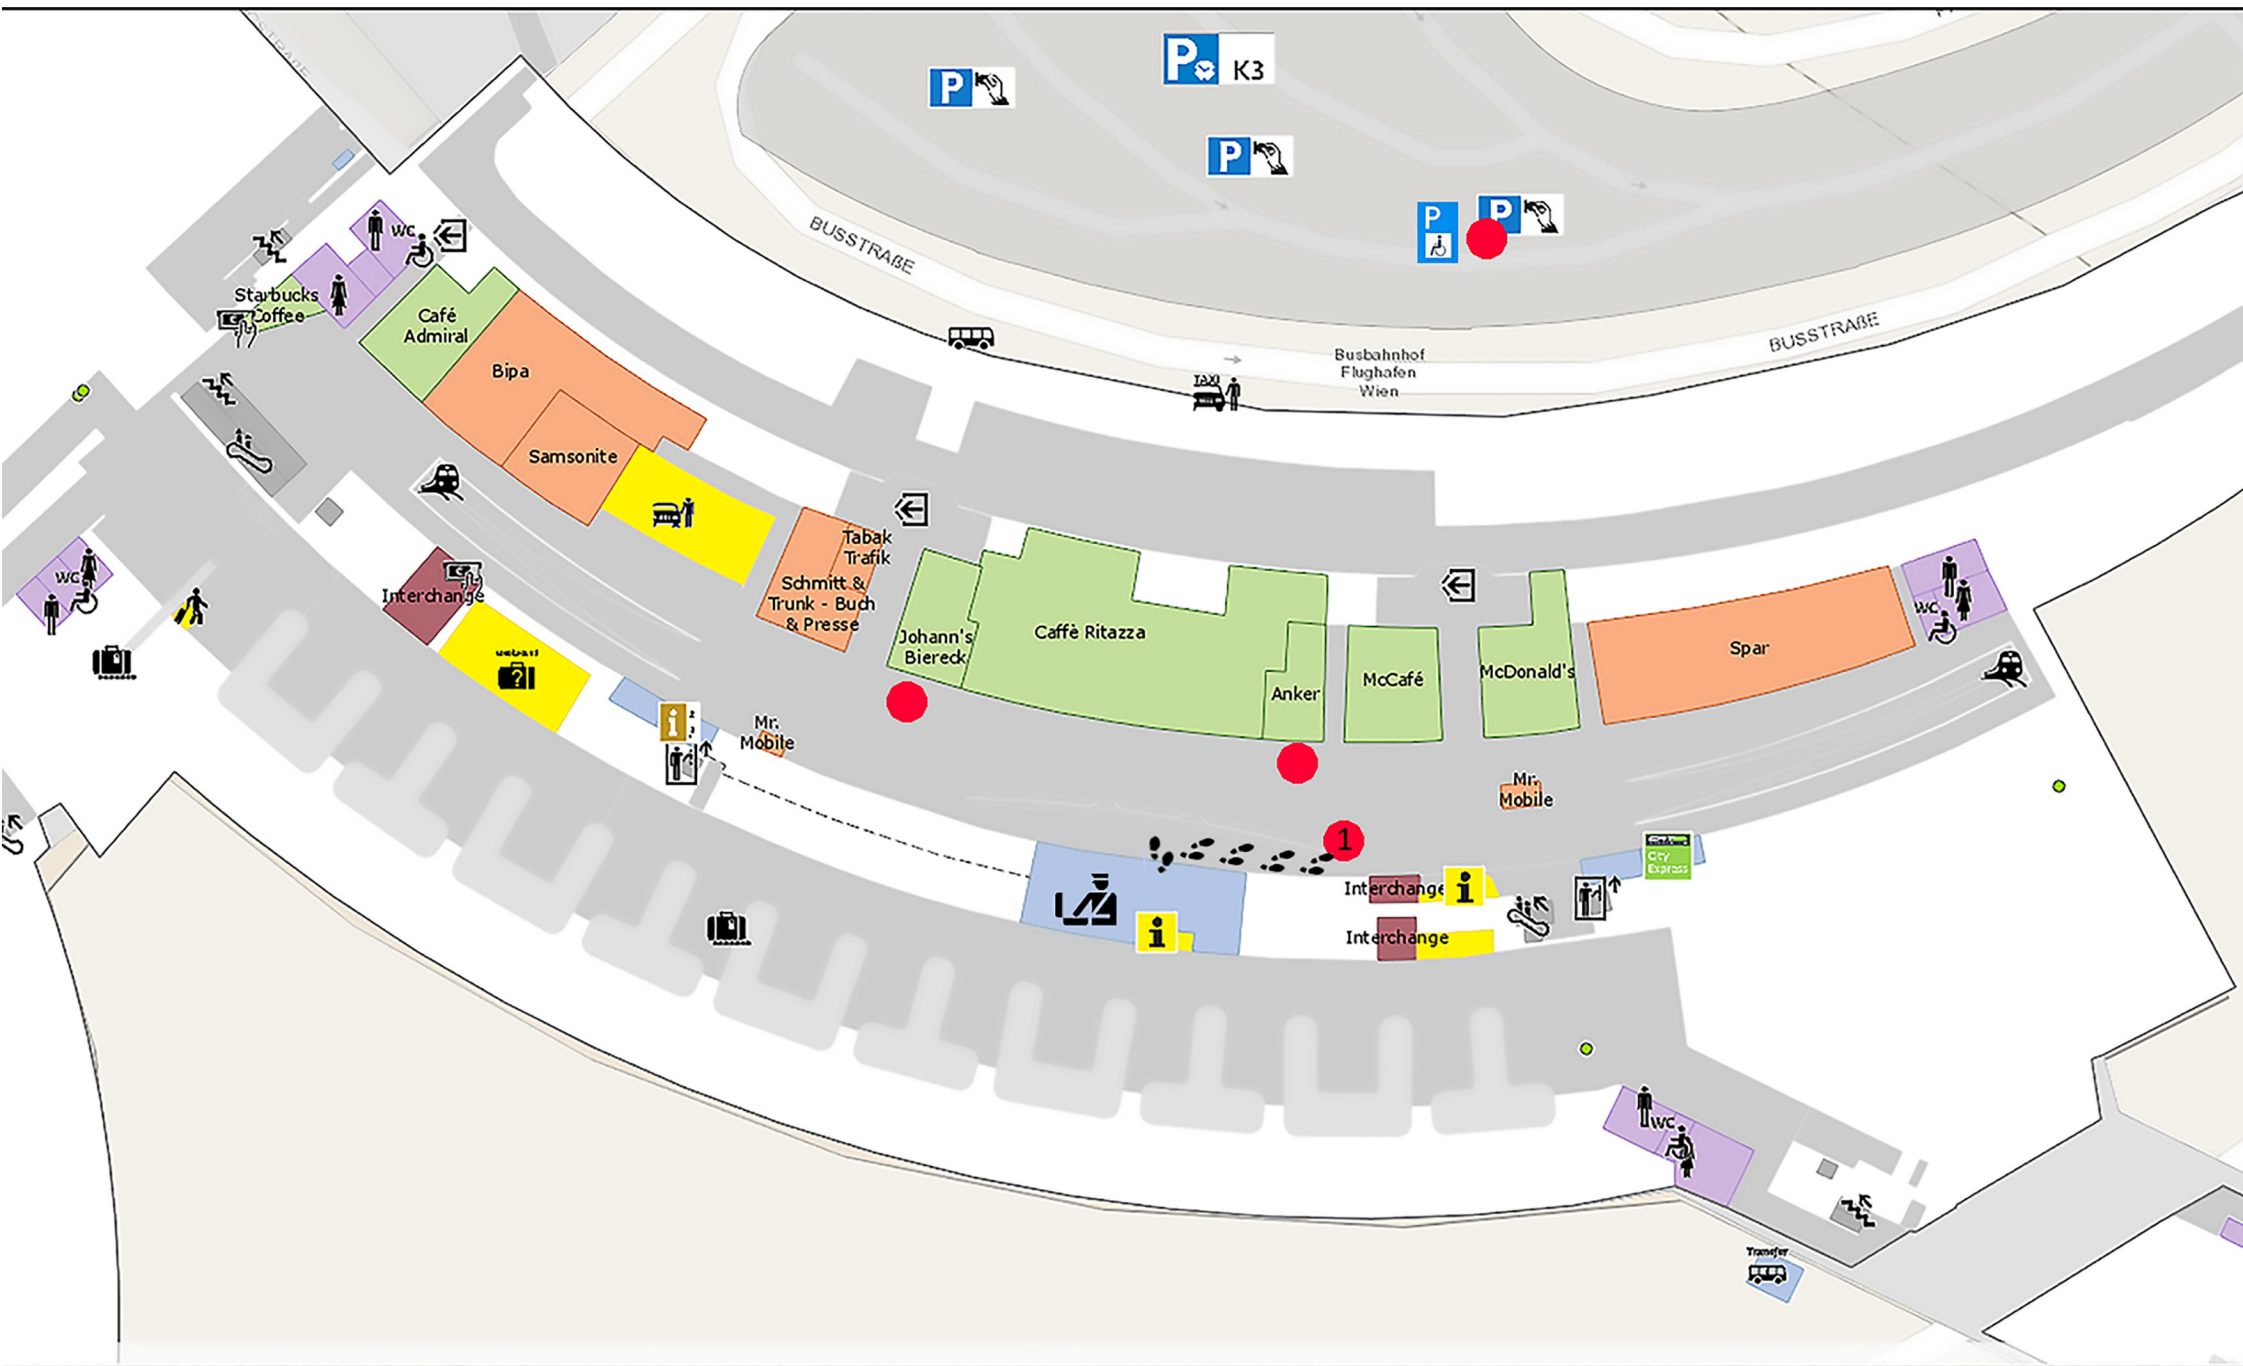 P
K3
P
P
P
P
BUSSTRAßE
WC
Starbucks
Coffee
Café
Admiral
BUSSTRAßE
Busbahnhof
Flughafen
Wien
TAXI
Bipa
Samsonite
Tabak
Trafik
Schmitt &
Trunk - Buch
& Presse
WC
Interchange
Johann's
Biereck
Caffè Ritazza
Anker
McCafé
McDonald's
Spar
WC
?
i
Mr.
Mobile
Mr.
Mobile
1
City
Express
Interchange
i
i
Interchange
WC
Transfer